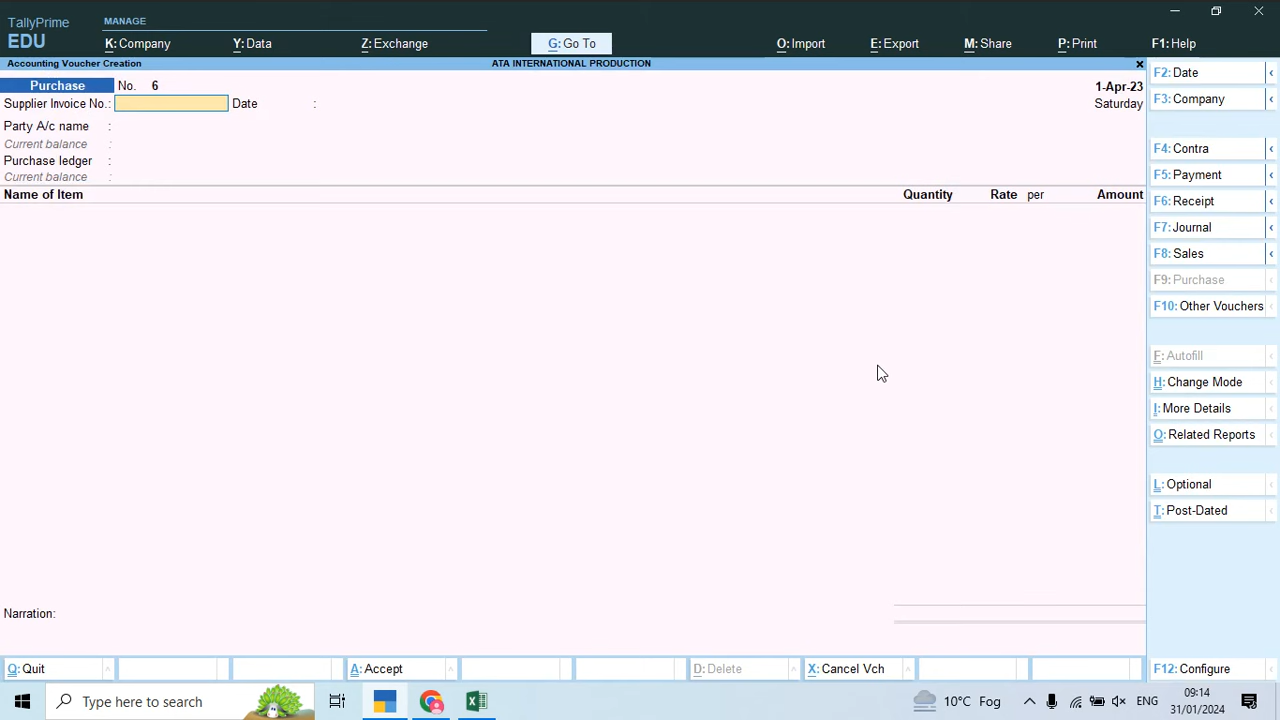 TallyPrime
EDU
MANAGE
K: Company
Y: Data
Z: Exchange
G: Go To
O: Import
E: Export
M: Share
P: Print
F1: Help
Accounting Voucher Creation
ATA INTERNATIONAL PRODUCTION
×
Purchase No. 6
1-Apr-23
Supplier Invoice No.: Date :
Saturday
Party A/c name :
Current balance :
Purchase ledger :
Current balance :
Name of Item Quantity Rate per Amount
Narration:
F2: Date
F3: Company
F4: Contra
F5: Payment
F6: Receipt
F7: Journal
F8: Sales
F9: Purchase
F10: Other Vouchers
F: Autofill
H: Change Mode
I: More Details
O: Related Reports
L: Optional
T: Post-Dated
Q: Quit
A: Accept
D: Delete
X: Cancel Vch
F12: Configure
Type here to search
10°C Fog
ENG
09:14
31/01/2024